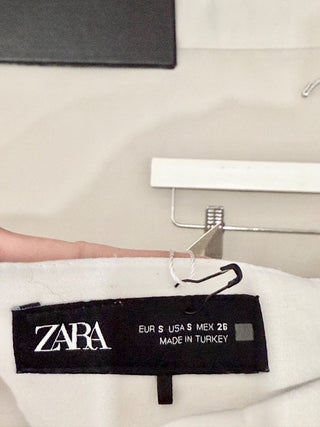 ZARA
EUR S USA S MEX 26
MADE IN TURKEY